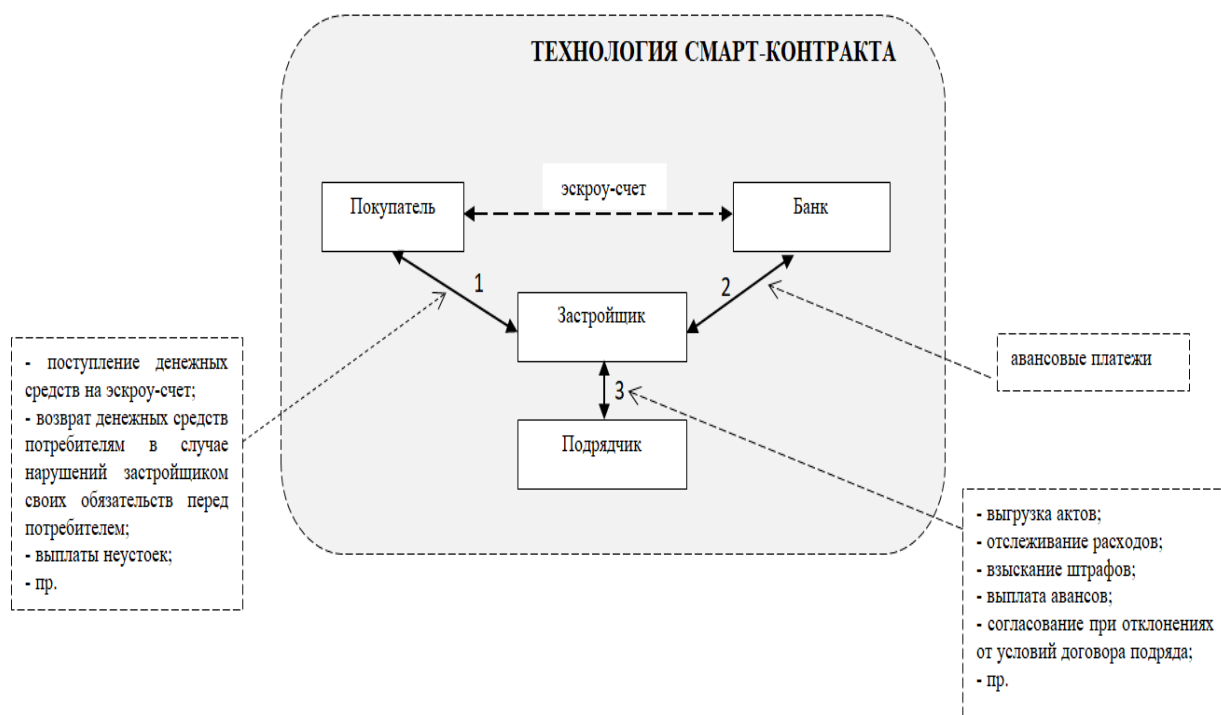 ТЕХНОЛОГИЯ СМАРТ-КОНТРАКТА
эскроу-счет
Покупатель
Банк
1
2
Застройщик
3
Подрядчик
- поступление денежных
средств на эскроу-счет;
- возврат денежных средств
потребителям в случае
нарушений застройщиком
своих обязательств перед
потребителем;
- выплаты неустоек;
- пр.
авансовые платежи
- выгрузка актов;
- отслеживание расходов;
- взыскание штрафов;
- выплата авансов;
- согласование при отклонениях
от условий договора подряда;
- пр.